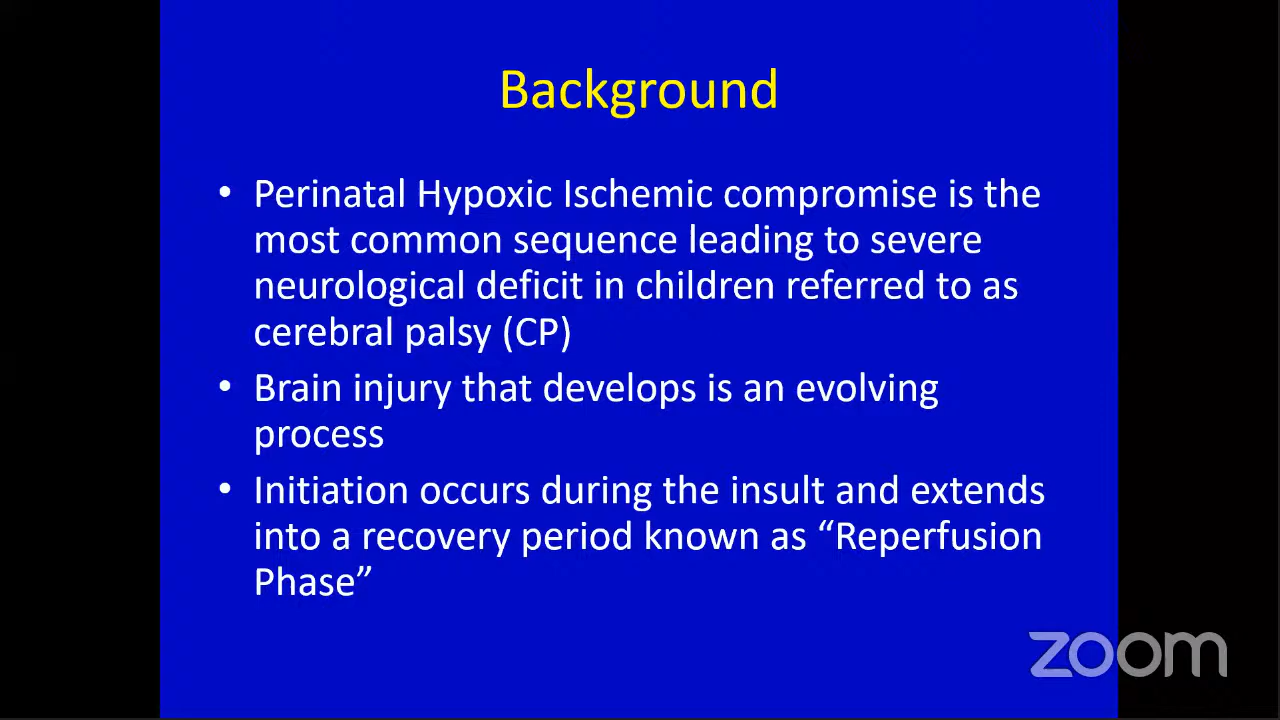 Background
• Perinatal Hypoxic Ischemic compromise is the
most common sequence leading to severe
neurological deficit in children referred to as
cerebral palsy (CP)
• Brain injury that develops is an evolving
process
• Initiation occurs during the insult and extends
into a recovery period known as “Reperfusion
Phase”
zoom